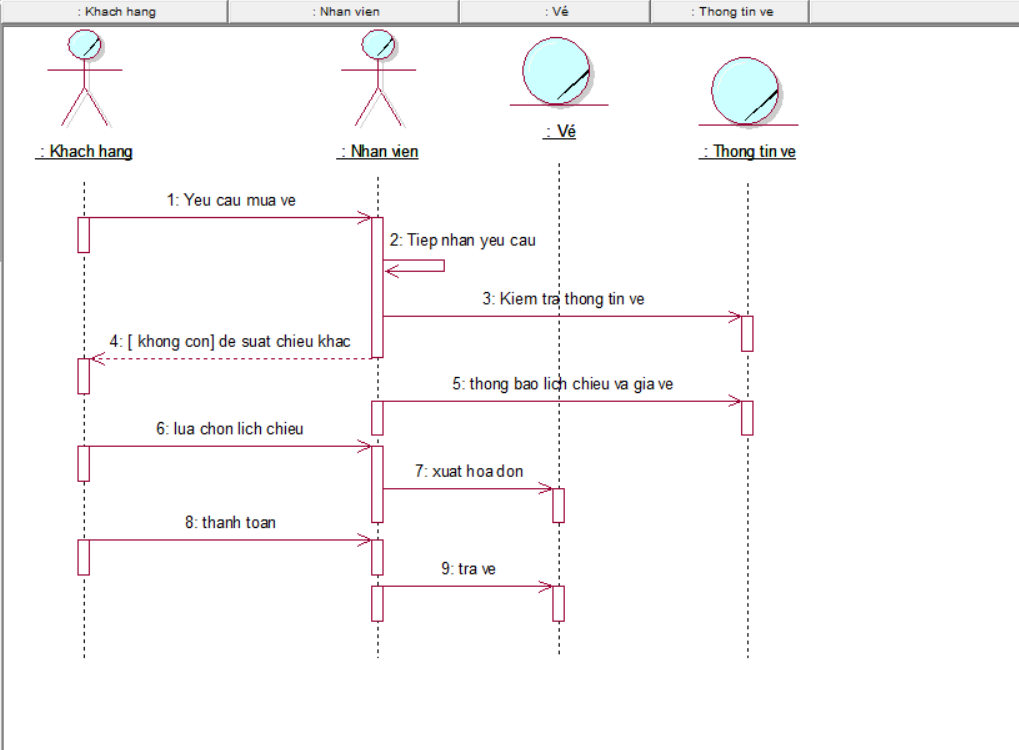 : Khach hang
: Nhan vien
: Vé
: Thong tin ve
: Khach hang
: Nhan vien
: Vé
: Thong tin ve
1: Yeu cau mua ve
2: Tiep nhan yeu cau
3: Kiem tra thong tin ve
4: [ khong con] de suat chieu khac
5: thong bao lich chieu va gia ve
6: lua chon lich chieu
7: xuat hoa don
8: thanh toan
9: tra ve